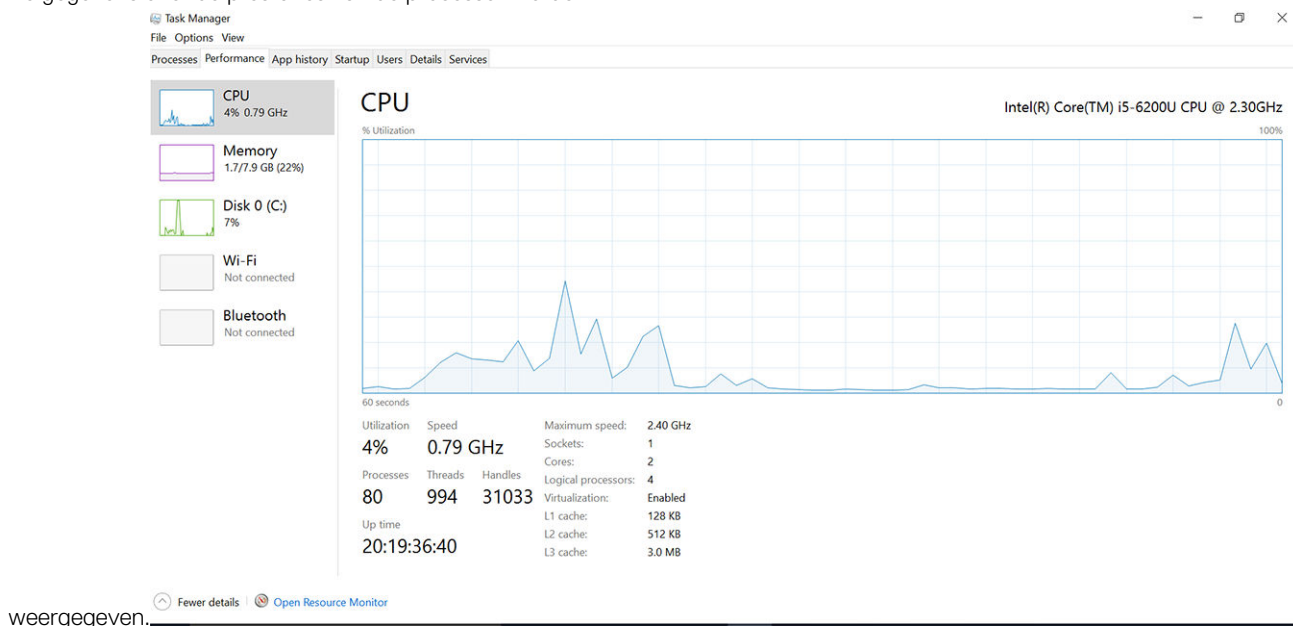 Task Manager
File Options View
Processes Performance App history Startup Users Details Services
CPU
4% 0.79 GHz
Memory
1.7/7.9 GB (22%)
Disk 0 (C:)
7%
Wi-Fi
Not connected
Bluetooth
Not connected
CPU
Intel(R) Core(TM) i5-6200U CPU @ 2.30GHz
% Utilization
100%
60 seconds
0
Utilization Speed
4% 0.79 GHz
Processes Threads Handles
80 994 31033
Up time
20:19:36:40
Maximum speed: 2.40 GHz
Sockets: 1
Cores: 2
Logical processors: 4
Virtualization: Enabled
L1 cache: 128 KB
L2 cache: 512 KB
L3 cache: 3.0 MB
Fewer details Open Resource Monitor
weergegeven.